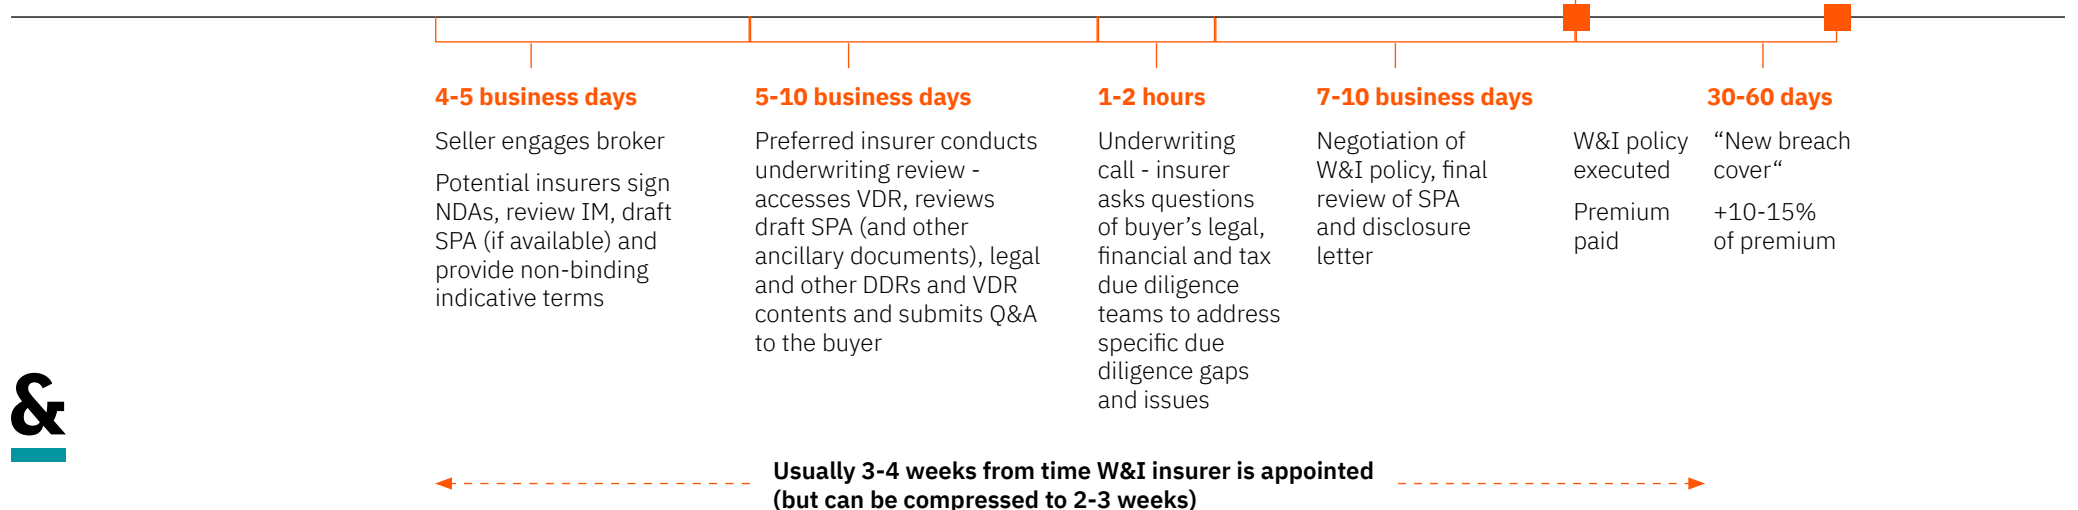 4-5 business days
Seller engages broker
Potential insurers sign
NDAs, review IM, draft
SPA (if available) and
provide non-binding
indicative terms
5-10 business days
Preferred insurer conducts
underwriting review -
accesses VDR, reviews
draft SPA (and other
ancillary documents), legal
and other DDRs and VDR
contents and submits Q&A
to the buyer
1-2 hours
Underwriting
call - insurer
asks questions
of buyer’s legal,
financial and tax
due diligence
teams to address
specific due
diligence gaps
and issues
7-10 business days
Negotiation of
W&I policy, final
review of SPA
and disclosure
letter
W&I policy
executed
Premium
paid
30-60 days
“New breach
cover“
+10-15%
of premium
&
Usually 3-4 weeks from time W&I insurer is appointed
(but can be compressed to 2-3 weeks)